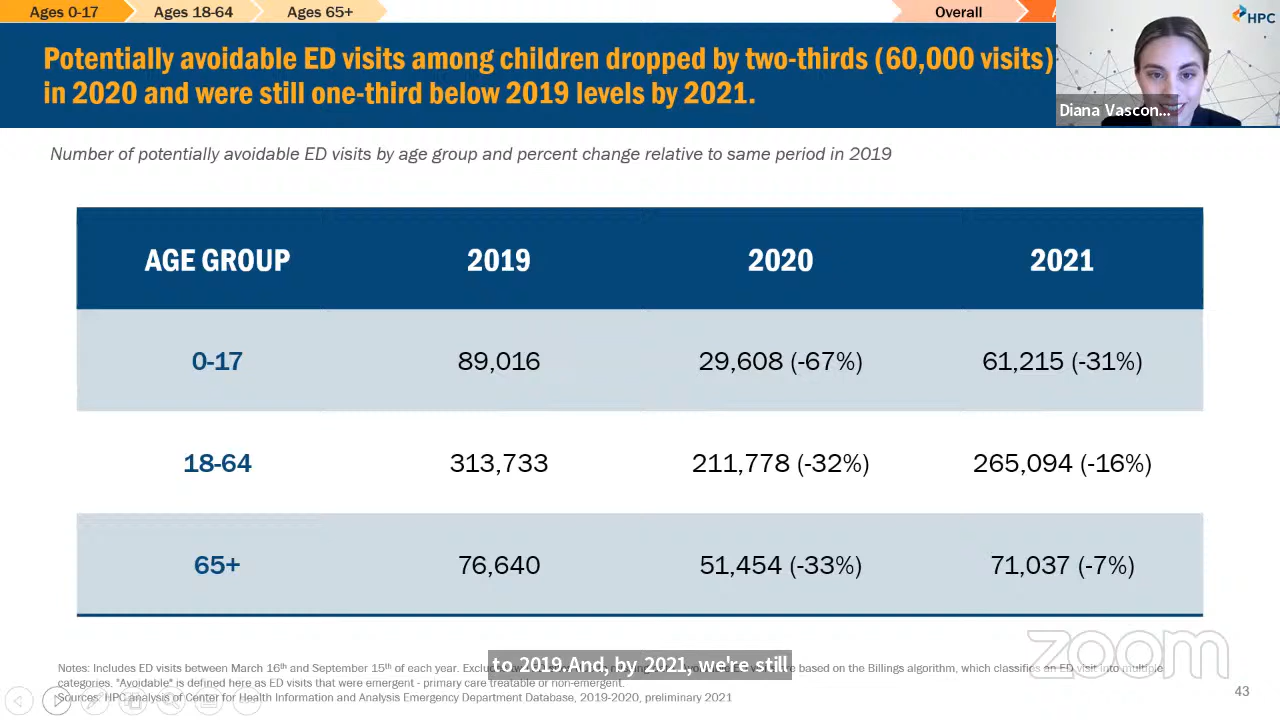 Ages 0-17 Ages 18-64 Ages 65+ Overall
HPC
Potentially avoidable ED visits among children dropped by two-thirds (60,000 visits)
in 2020 and were still one-third below 2019 levels by 2021.
Diana Vascon...
Number of potentially avoidable ED visits by age group and percent change relative to same period in 2019
AGE GROUP 2019 2020 2021
0-17 89,016 29,608 (-67%) 61,215 (-31%)
18-64 313,733 211,778 (-32%) 265,094 (-16%)
65+ 76,640 51,454 (-33%) 71,037 (-7%)
to 2019.And, by 2021, we're still
zoom
Notes: Includes ED visits between March 16th and September 15th of each year. are based on the Billings algorithm, which classifies an ED visit into multiple
categories. "Avoidable" is defined here as ED visits that were emergent - primary care treatable or non-emergent.
Sources: HPC analysis of Center for Health Information and Analysis Emergency Department Database, 2019-2020, preliminary 2021
43